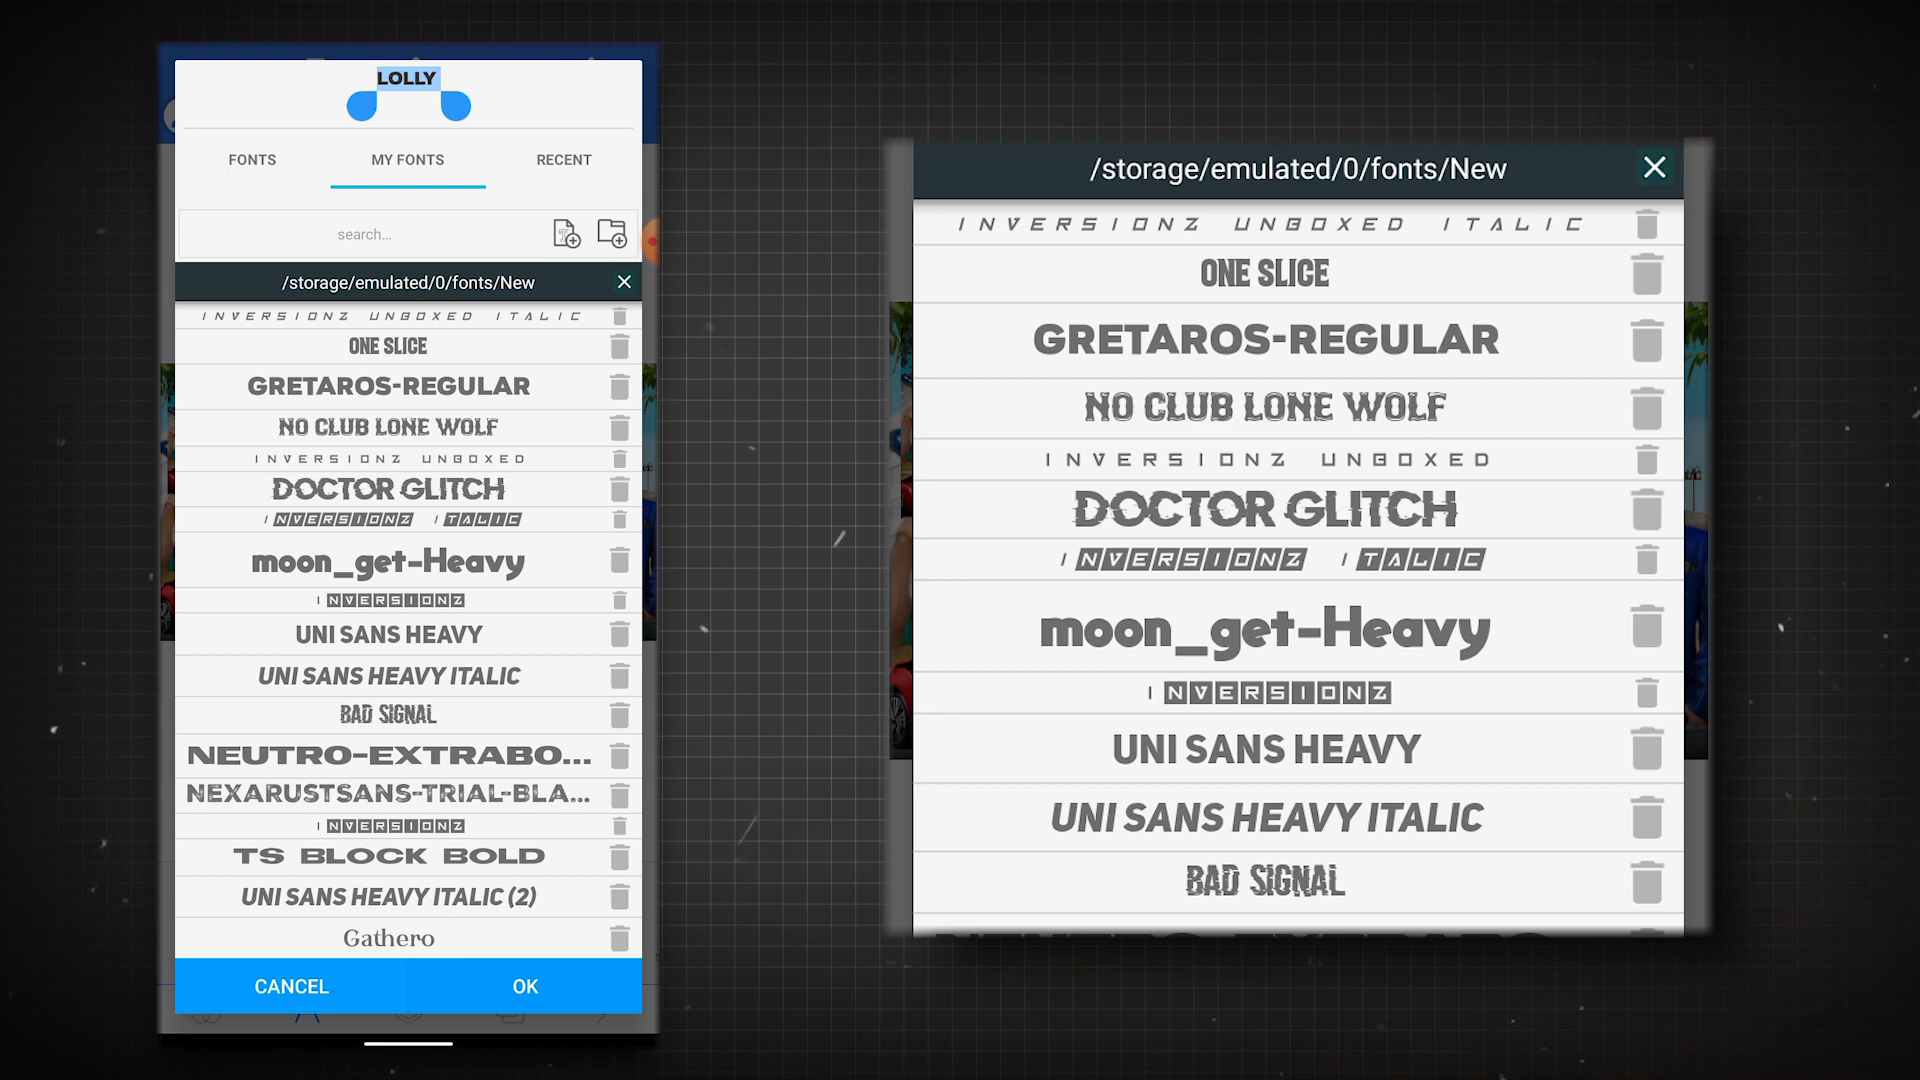 LOLLY
FONTS MY FONTS RECENT
search...
/storage/emulated/0/fonts/New
INVERSIONZ UNBOXED ITALIC
ONE SLICE
GRETAROS-REGULAR
NO CLUB LONE WOLF
INVERSIONZ UNBOXED
DOCTOR GLITCH
INVERSIONZ ITALIC
moon_get-Heavy
INVERSIONZ
UNI SANS HEAVY
UNI SANS HEAVY ITALIC
BAD SIGNAL
NEUTRO-EXTRABO...
NEXARUSTSANS-TRIAL-BLA...
INVERSIONZ
TS BLOCK BOLD
UNI SANS HEAVY ITALIC (2)
Gathero
CANCEL OK
/storage/emulated/0/fonts/New
INVERSIONZ UNBOXED ITALIC
ONE SLICE
GRETAROS-REGULAR
NO CLUB LONE WOLF
INVERSIONZ UNBOXED
DOCTOR GLITCH
INVERSIONZ ITALIC
moon_get-Heavy
INVERSIONZ
UNI SANS HEAVY
UNI SANS HEAVY ITALIC
BAD SIGNAL